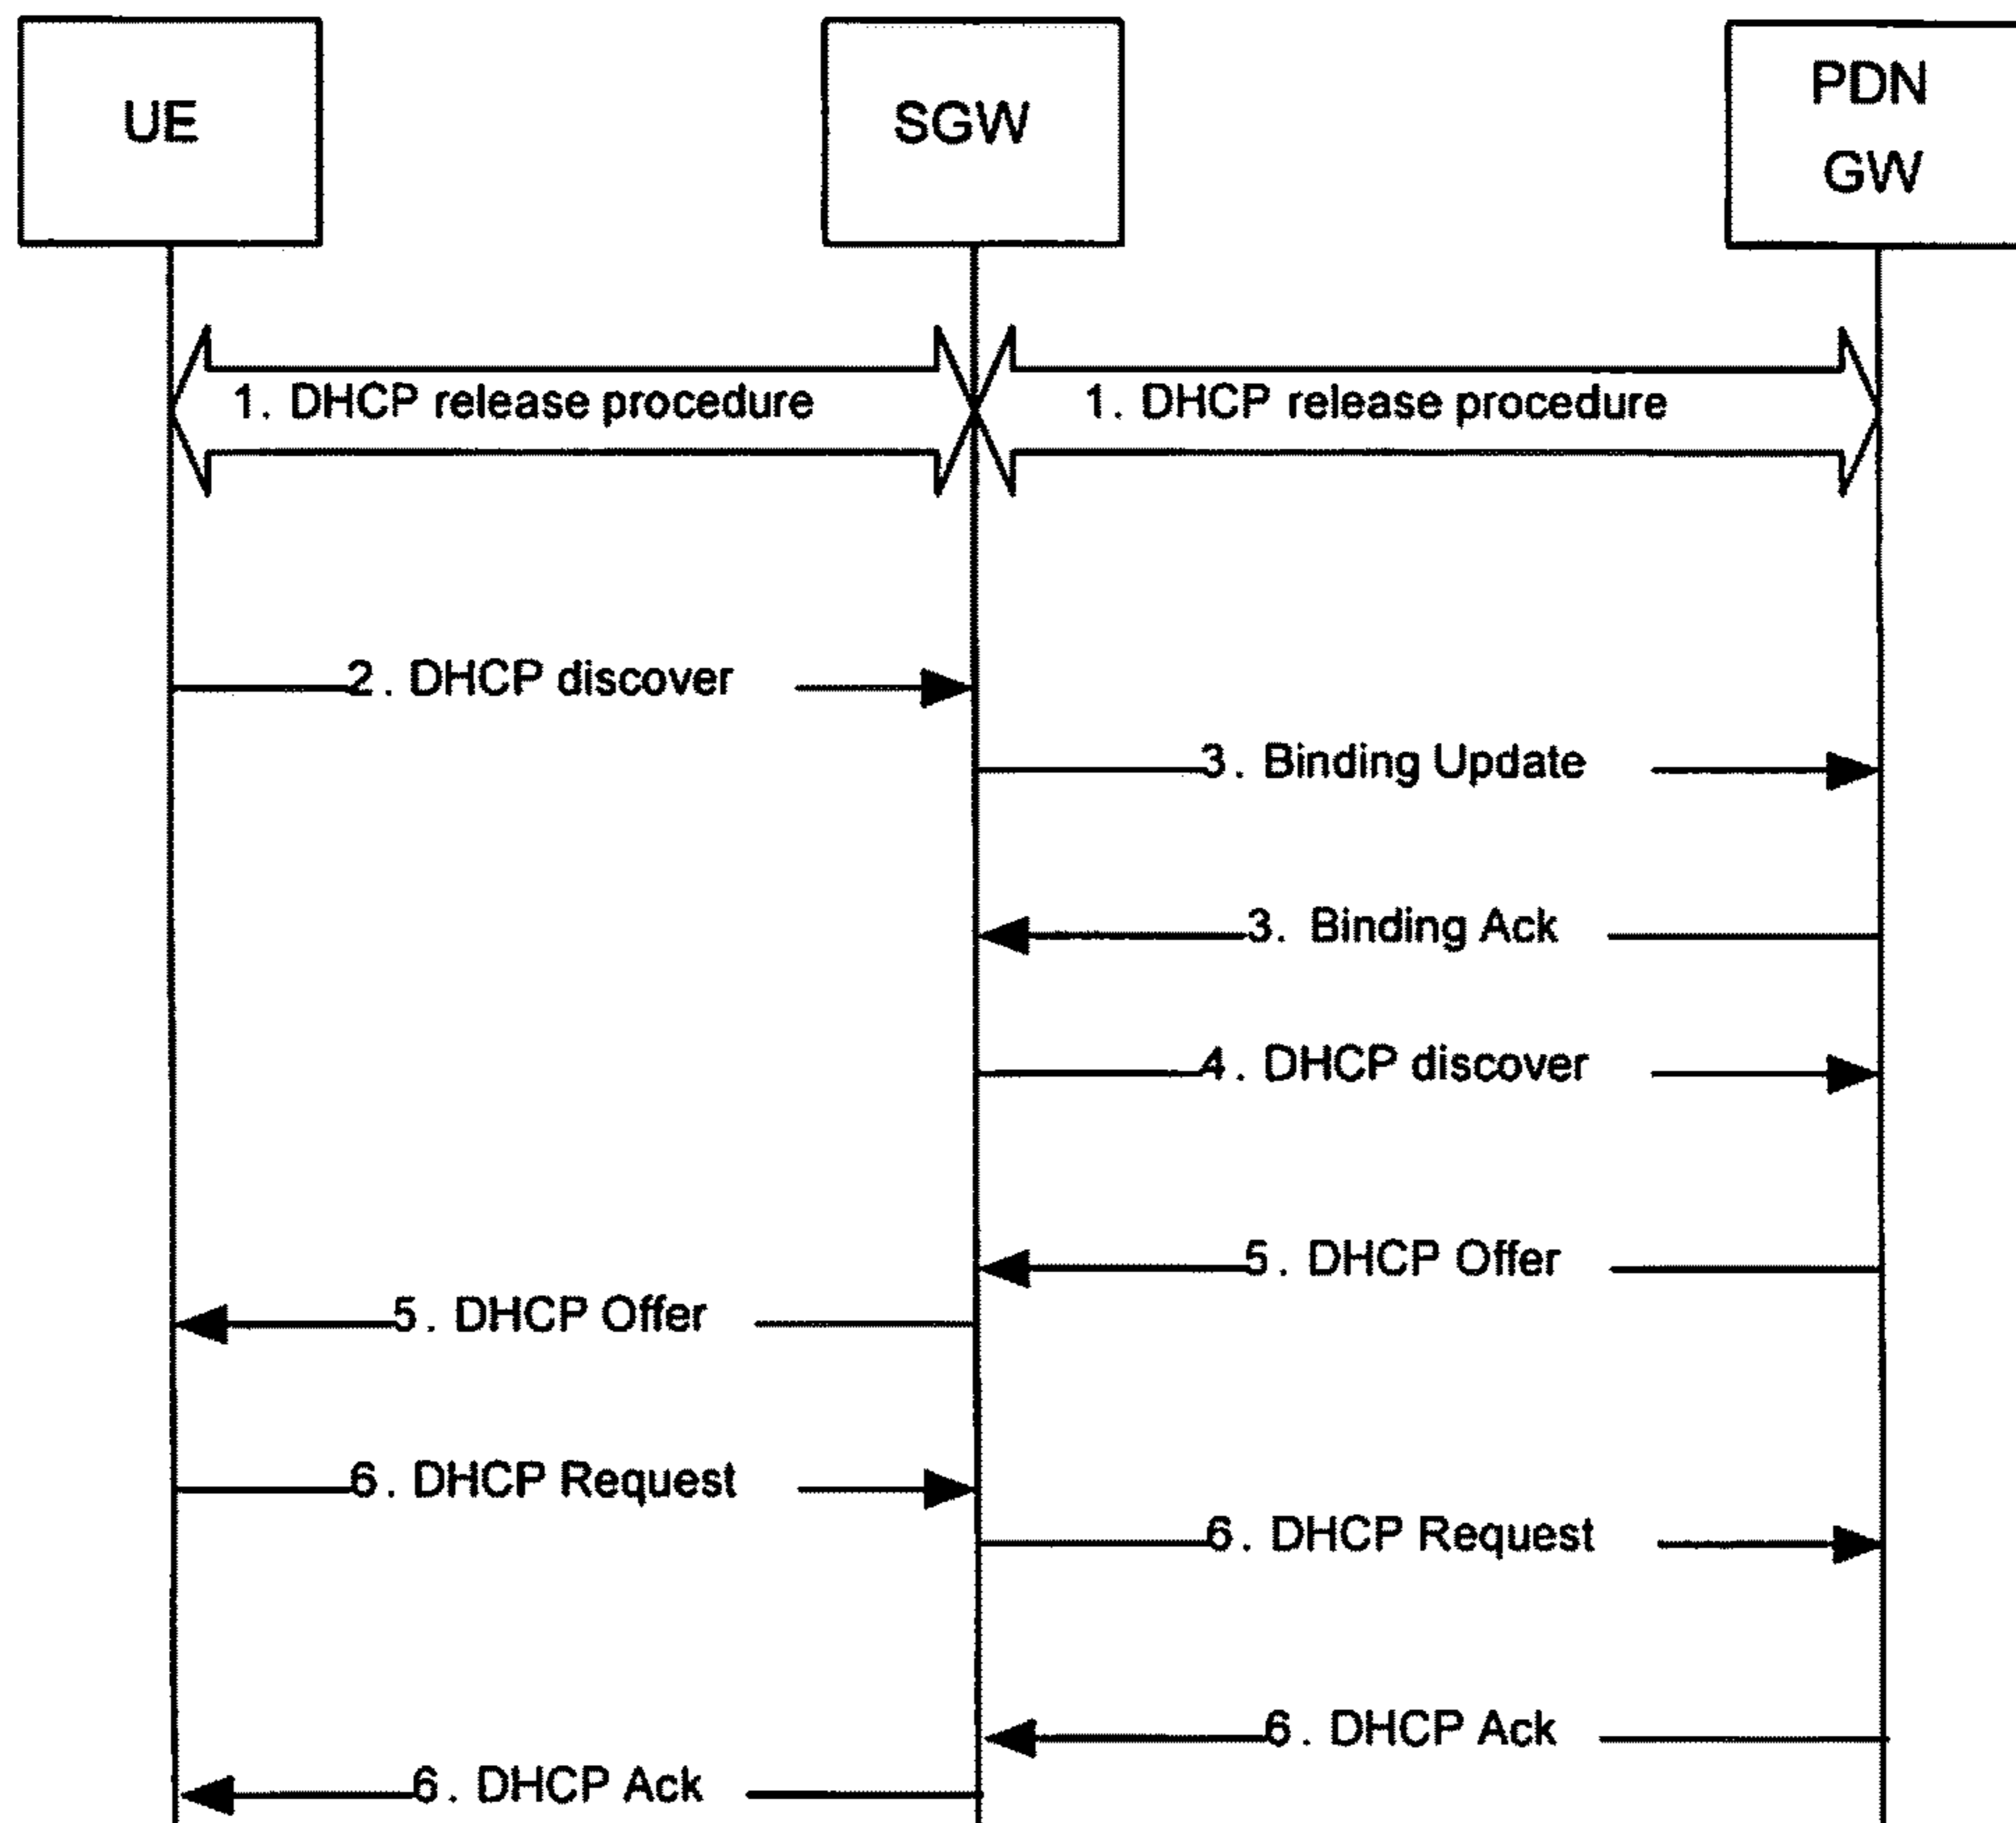 UE
SGW
PDN
GW
1. DHCP release procedure
1. DHCP release procedure
2. DHCP discover
3. Binding Update
3. Binding Ack
4. DHCP discover
5. DHCP Offer
5. DHCP Offer
6. DHCP Request
6. DHCP Request
6. DHCP Ack
6. DHCP Ack